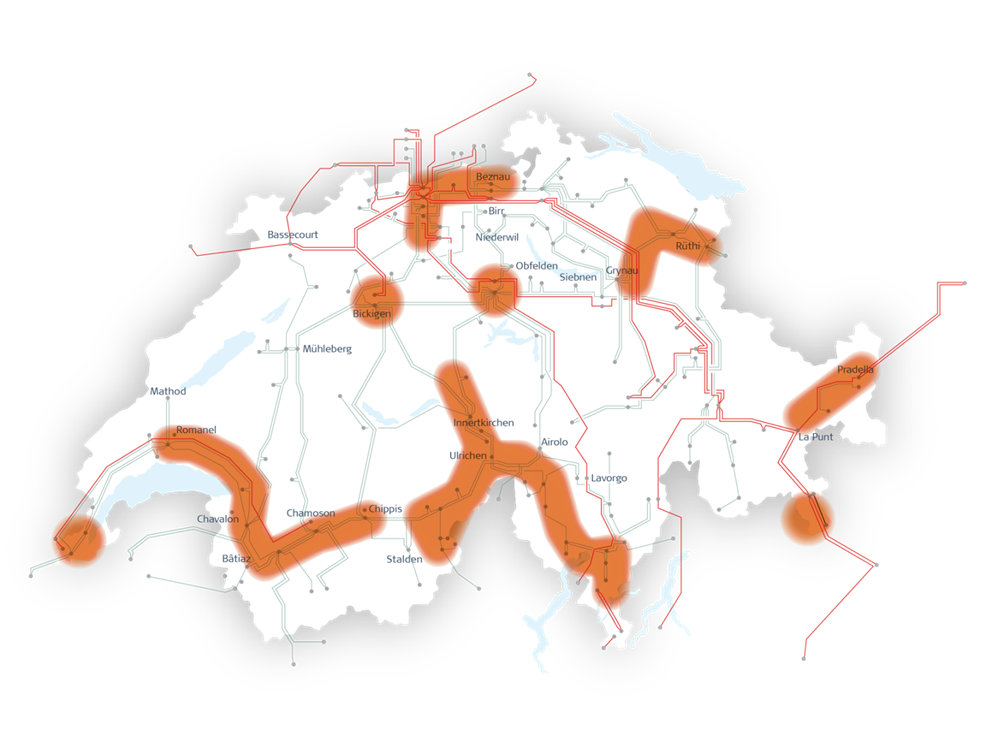 Beznau
Birr
Bassecourt
Niederwil
Rüthi
Obfelden
Grynau
Siebnen
Bickigen
Mühleberg
Pradella
Mathod
Innertkirchen
Romanel
La Punt
Airolo
Ulrichen
Lavorgo
Chippis
Chamoson
Chavalon
Bâtiaz
Stalden